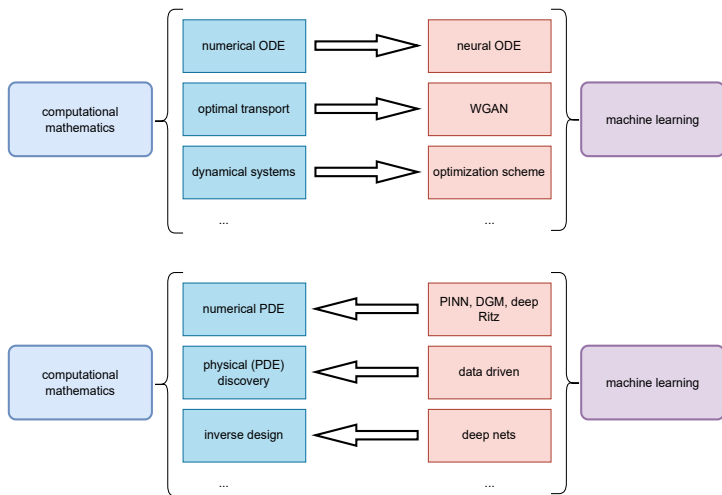 numerical ODE
neural ODE
computational
mathematics
optimal transport
WGAN
machine learning
dynamical systems
optimization scheme
...
...
numerical PDE
PINN, DGM, deep
Ritz
computational
mathematics
physical (PDE)
discovery
data driven
machine learning
inverse design
deep nets
...
...